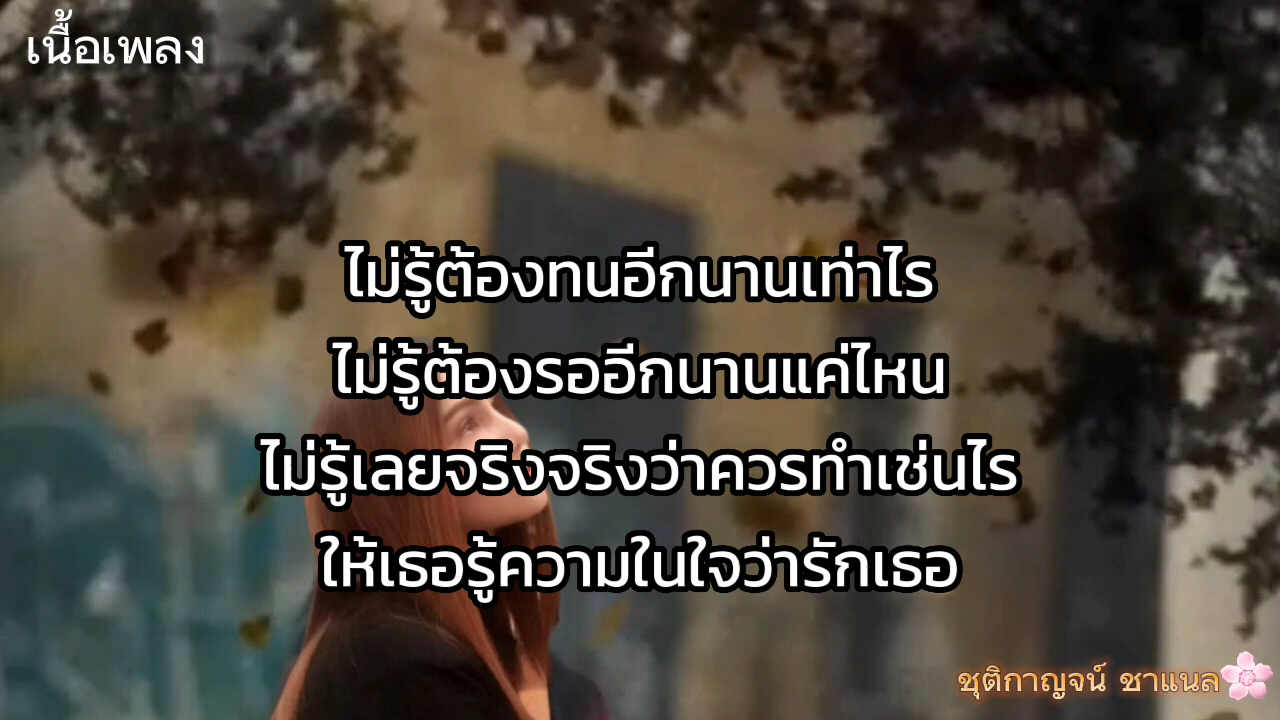 เนื้อเพลง
ไม่รู้ต้องทนอีกนานเท่าไร
ไม่รู้ต้องรออีกนานแค่ไหน
ไม่รู้เลยจริงจริงว่าควรทำเช่นไร
ให้เธอรู้ความในใจว่ารักเธอ
ชุติกาญจน์ ชาแนล